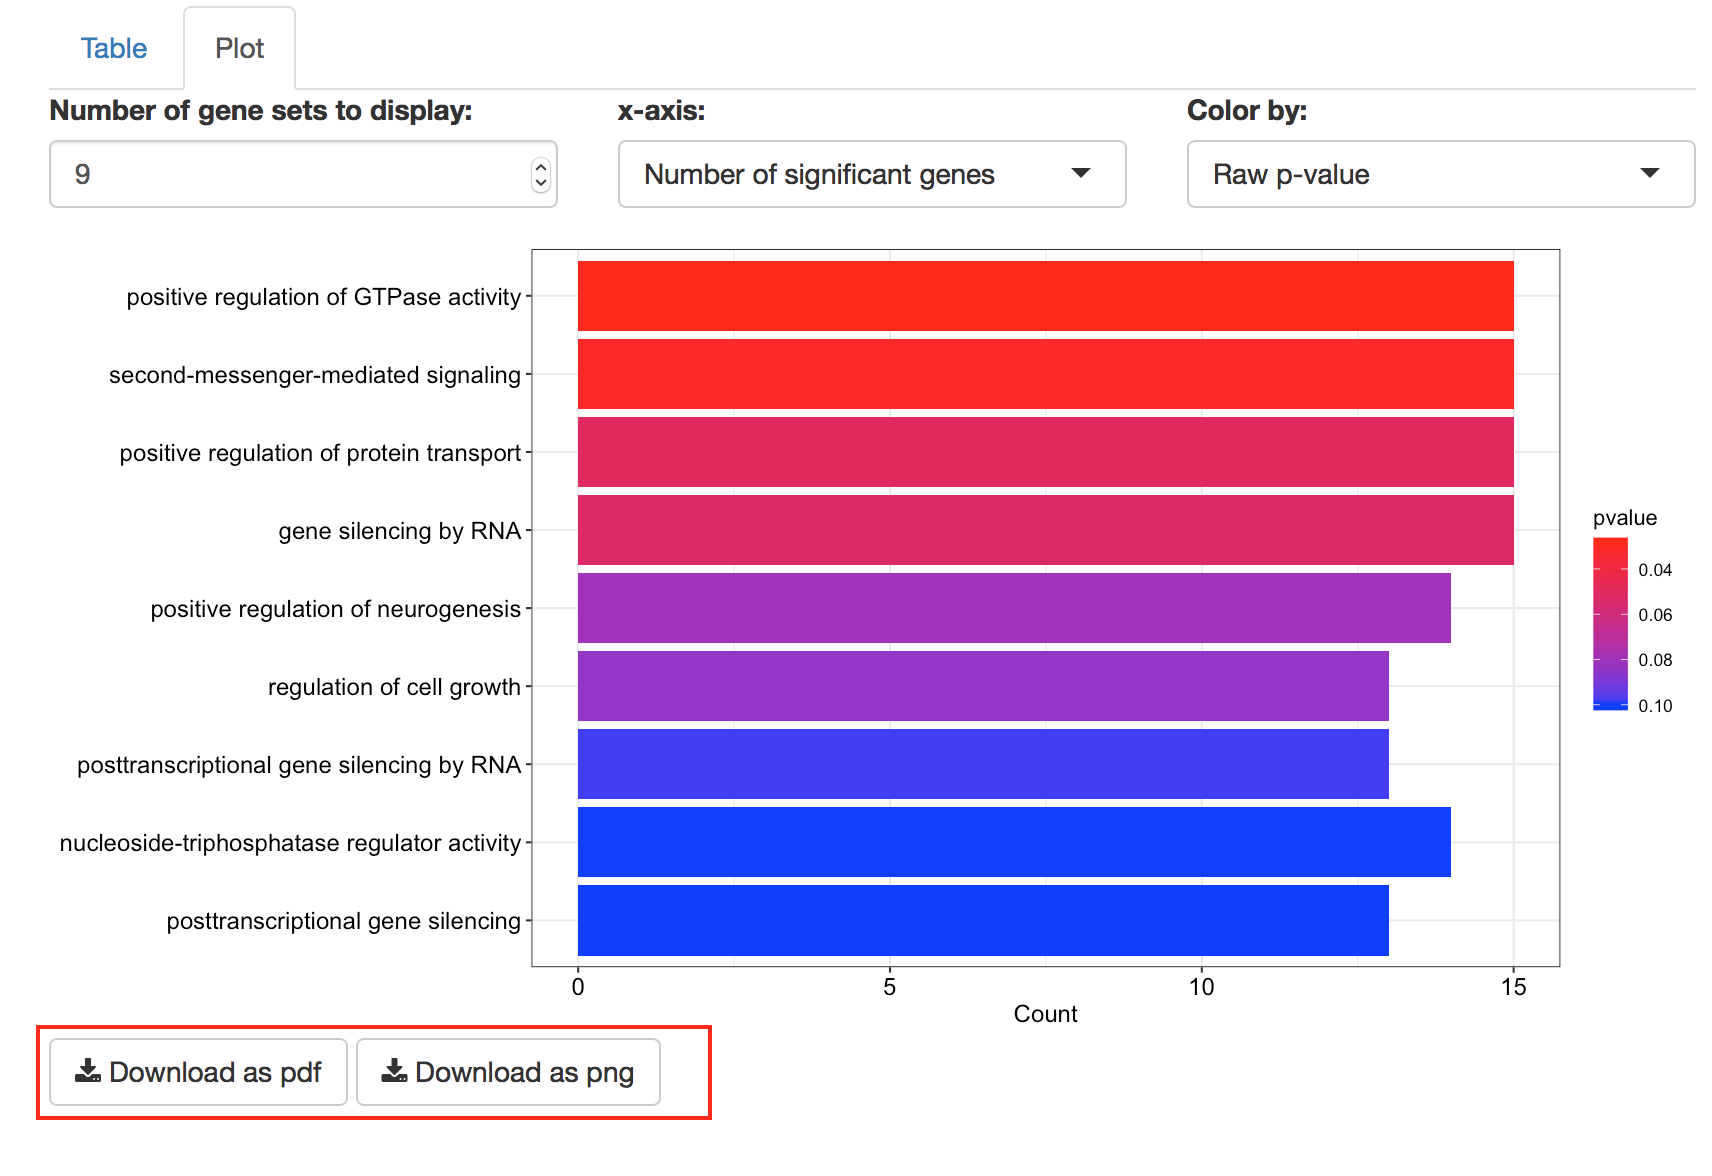 Table Plot
Number of gene sets to display: x-axis: Color by:
9 Number of significant genes Raw p-value
positive regulation of GTPase activity
second-messenger-mediated signaling
positive regulation of protein transport
gene silencing by RNA
positive regulation of neurogenesis
regulation of cell growth
posttranscriptional gene silencing by RNA
nucleoside-triphosphatase regulator activity
posttranscriptional gene silencing
0 5 10 15
Count
pvalue
0.04
0.06
0.08
0.10
Download as pdf Download as png